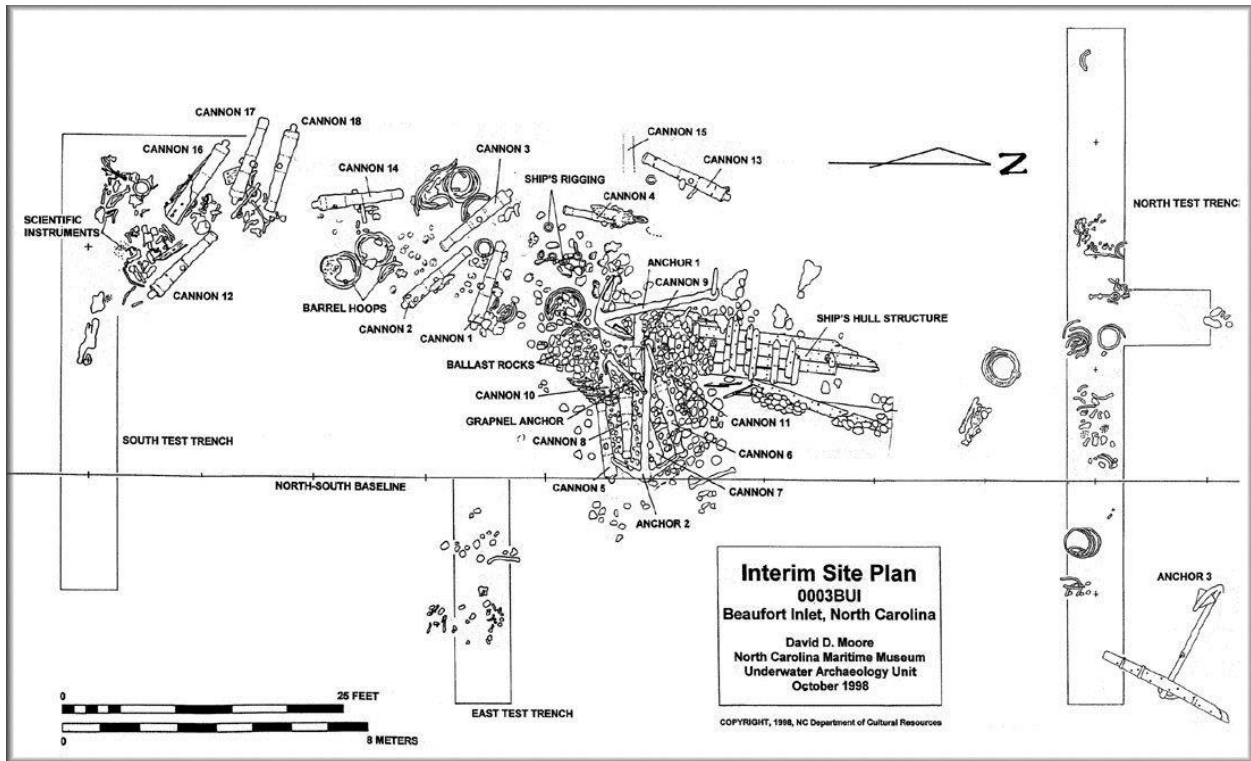 CANNON 17
CANNON 18
CANNON 16
CANNON 14
CANNON 3
CANNON 15
CANNON 13
SHIP'S RIGGING
CANNON 4
N
NORTH TEST TRENCH
SCIENTIFIC
INSTRUMENTS
CANNON 12
BARREL HOOPS
CANNON 2
CANNON 1
ANCHOR 1
CANNON 9
SHIP'S HULL STRUCTURE
BALLAST ROCKS
CANNON 10
GRAPNEL ANCHOR
CANNON 8
CANNON 11
CANNON 6
SOUTH TEST TRENCH
NORTH-SOUTH BASELINE
CANNON 5
CANNON 7
ANCHOR 2
Interim Site Plan
0003BUI
Beaufort Inlet, North Carolina
David D. Moore
North Carolina Maritime Museum
Underwater Archaeology Unit
October 1998
COPYRIGHT, 1998, NC Department of Cultural Resources
ANCHOR 3
0
25 FEET
0
8 METERS
EAST TEST TRENCH